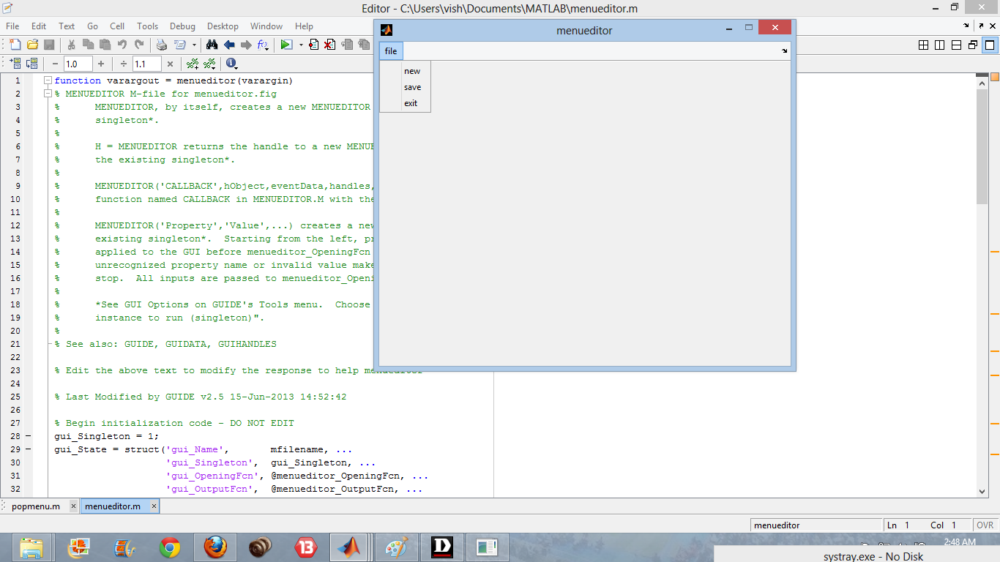 Editor - C:\Users\vish\Documents\MATLAB\menueditor.m
File Edit Text Go Cell Tools Debug Desktop Window Help
menueditor
file
new
save
exit
1.0
1.1
1 function varargout = menueditor(varargin)
2 % MENUEDITOR M-file for menueditor.fig
3 % MENUEDITOR, by itself, creates a new MENUEDITOR
4 % singleton*.
5 %
6 % H = MENUEDITOR returns the handle to a new
7 % the existing singleton*.
8 %
9 % MENUEDITOR('CALLBACK',hObject,eventData,handles,
10 % function named CALLBACK in MENUEDITOR.M with the
11 %
12 % MENUEDITOR('Property','Value',...) creates a new
13 % existing singleton*. Starting from the left,
14 % applied to the GUI before menueditor_OpeningFcn
15 % unrecognized property name or invalid value
16 % stop. All inputs are passed to
17 %
18 % *See GUI Options on GUIDE's Tools menu. Choose
19 % instance to run (singleton)".
20 %
21 % See also: GUIDE, GUIDATA, GUIHANDLES
22
23 % Edit the above text to modify the response to help menueditor
24
25 % Last Modified by GUIDE v2.5 15-Jun-2013 14:52:42
26
27 % Begin initialization code - DO NOT EDIT
28 gui_Singleton = 1;
29 gui_State = struct('gui_Name', mfilename, ...
30 'gui_Singleton', gui_Singleton, ...
31 'gui_OpeningFcn', @menueditor_OpeningFcn, ...
32 'gui_OutputFcn', @menueditor_OutputFcn, ...
popmenu.m menueditor.m
menueditor Ln 1 Col 1 OVR
13
D
2:48 AM
systray.exe - No Disk